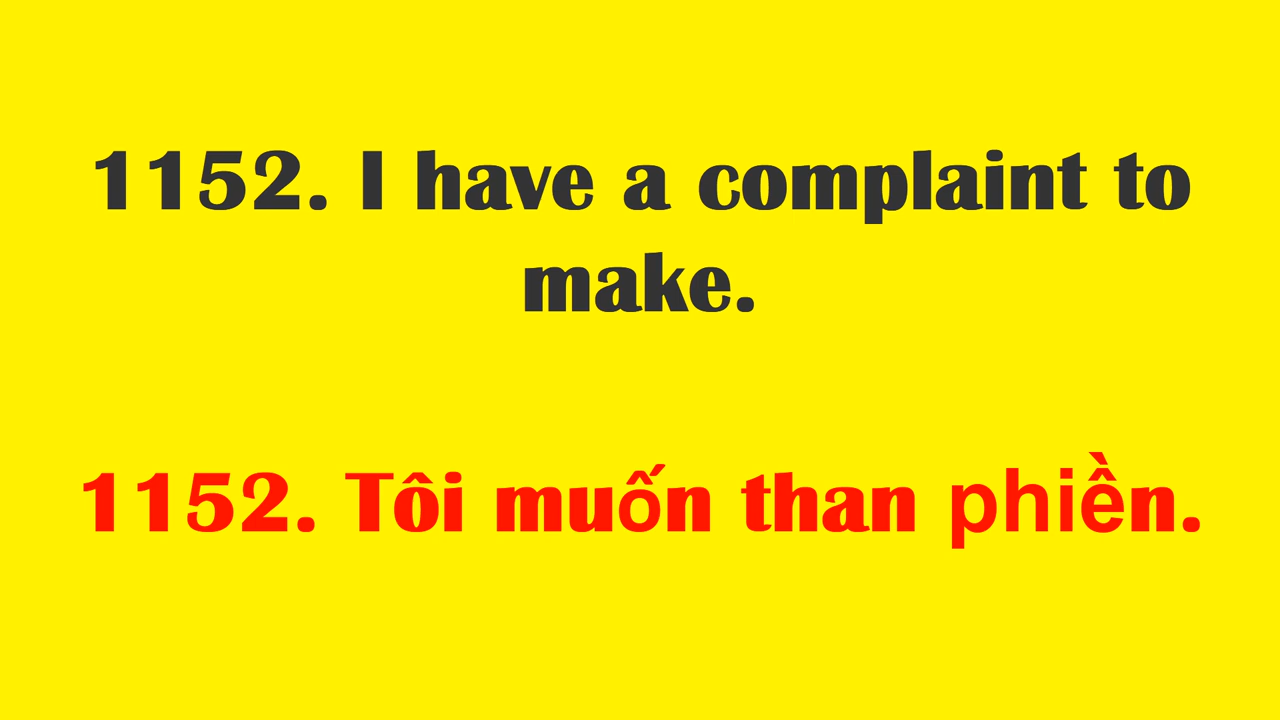 1152. I have a complaint to
make.
1152. Tôi muốn than phiền.